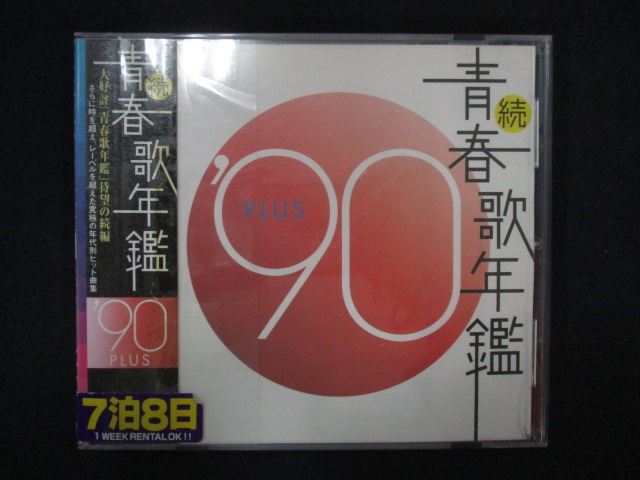 続
青春歌年鑑
大好評「青春歌年鑑」待望の続編
さらに時を超え、レーベルを超えた究極の年代別ヒット曲集
'90
PLUS
7泊8日
1 WEEK RENTAL OK!!
'90
PLUS
続
青春歌年鑑